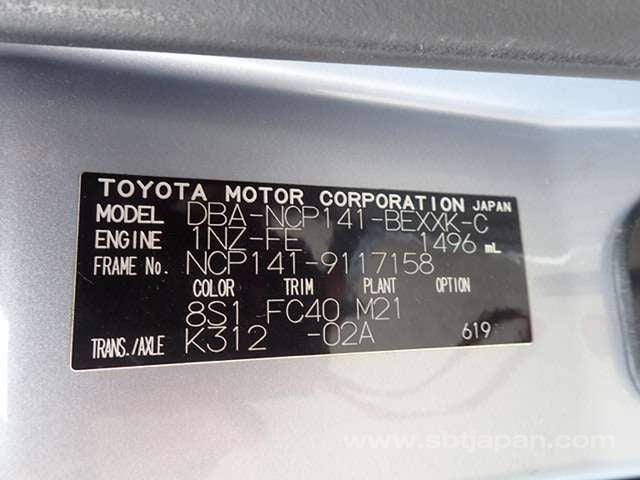 TOYOTA MOTOR CORPORATION JAPAN
MODEL DBA-NCP141-BEXXK-C
ENGINE 1NZ-FE 1496 mL
FRAME No. NCP141-9117158
COLOR TRIM PLANT OPTION
8S1 FC40 M21
TRANS./AXLE K312 -02A 619
www.sbtjapan.com